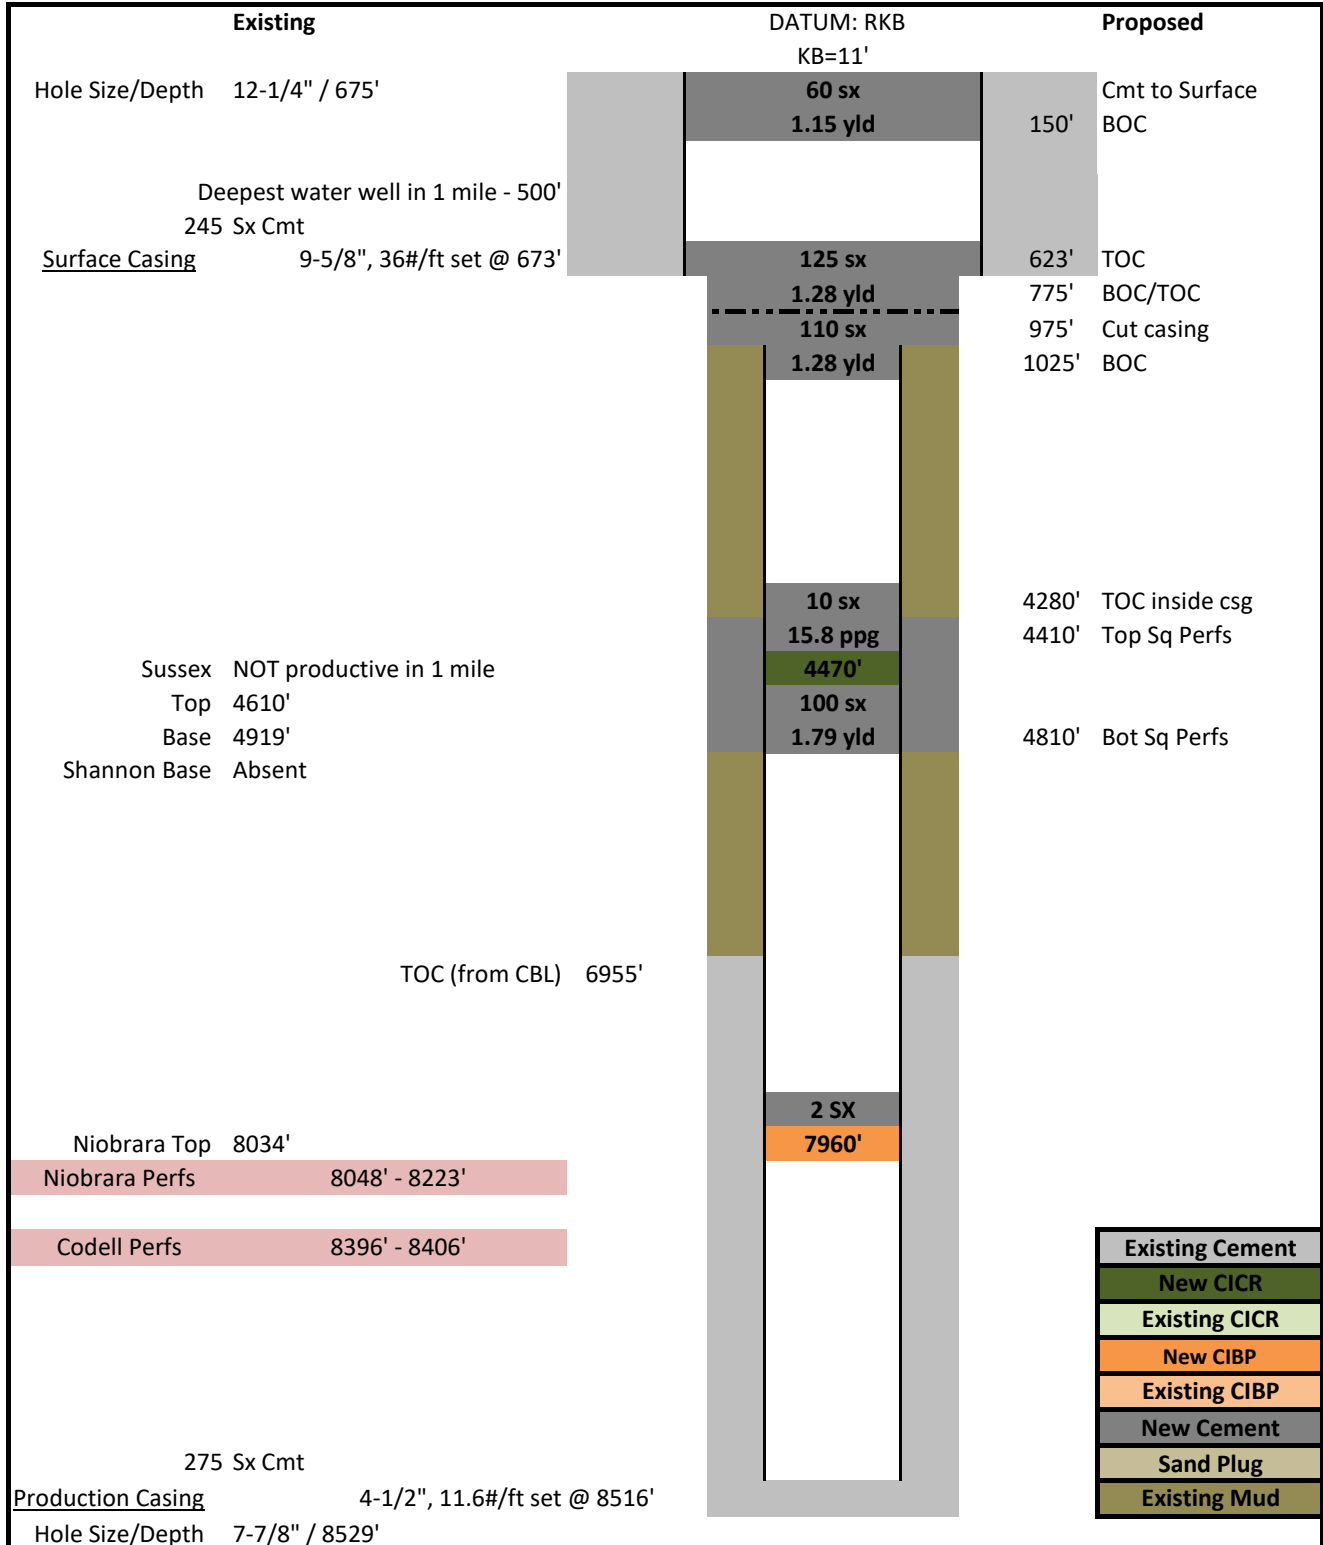 Existing DATUM: RKB Proposed
KB=11'
Hole Size/Depth 12-1/4" / 675' 60 sx Cmt to Surface
1.15 yld 150' BOC
Deepest water well in 1 mile - 500'
245 Sx Cmt
Surface Casing 9-5/8", 36#/ft set @ 673' 125 sx 623' TOC
1.28 yld 775' BOC/TOC
110 sx 975' Cut casing
1.28 yld 1025' BOC
10 sx 4280' TOC inside csg
15.8 ppg 4410' Top Sq Perfs
Sussex NOT productive in 1 mile 4470'
Top 4610' 100 sx
Base 4919' 1.79 yld 4810' Bot Sq Perfs
Shannon Base Absent
TOC (from CBL) 6955'
2 SX
Niobrara Top 8034' 7960'
Niobrara Perfs 8048' - 8223'
Codell Perfs 8396' - 8406' Existing Cement
New CICR
Existing CICR
New CIBP
Existing CIBP
New Cement
275 Sx Cmt Sand Plug
Production Casing 4-1/2", 11.6#/ft set @ 8516' Existing Mud
Hole Size/Depth 7-7/8" / 8529'